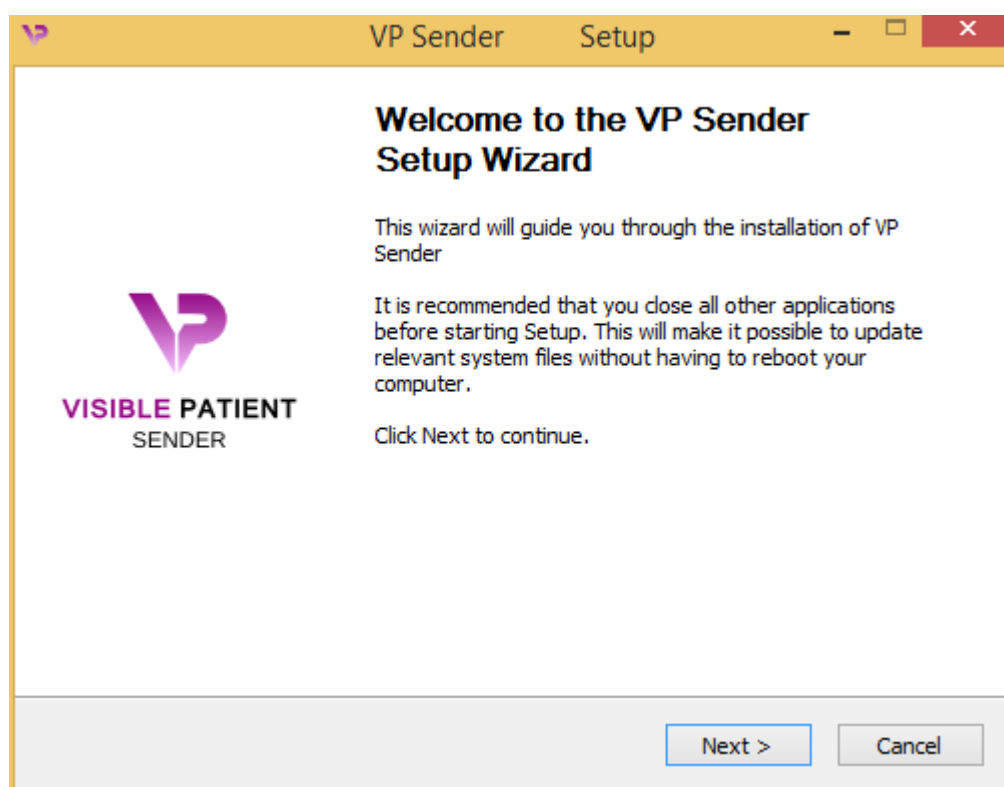 VP
VP Sender Setup
Welcome to the VP Sender
Setup Wizard
This wizard will guide you through the installation of VP
Sender
It is recommended that you close all other applications
before starting Setup. This will make it possible to update
relevant system files without having to reboot your
computer.
Click Next to continue.
VP
VISIBLE PATIENT
SENDER
Next >
Cancel